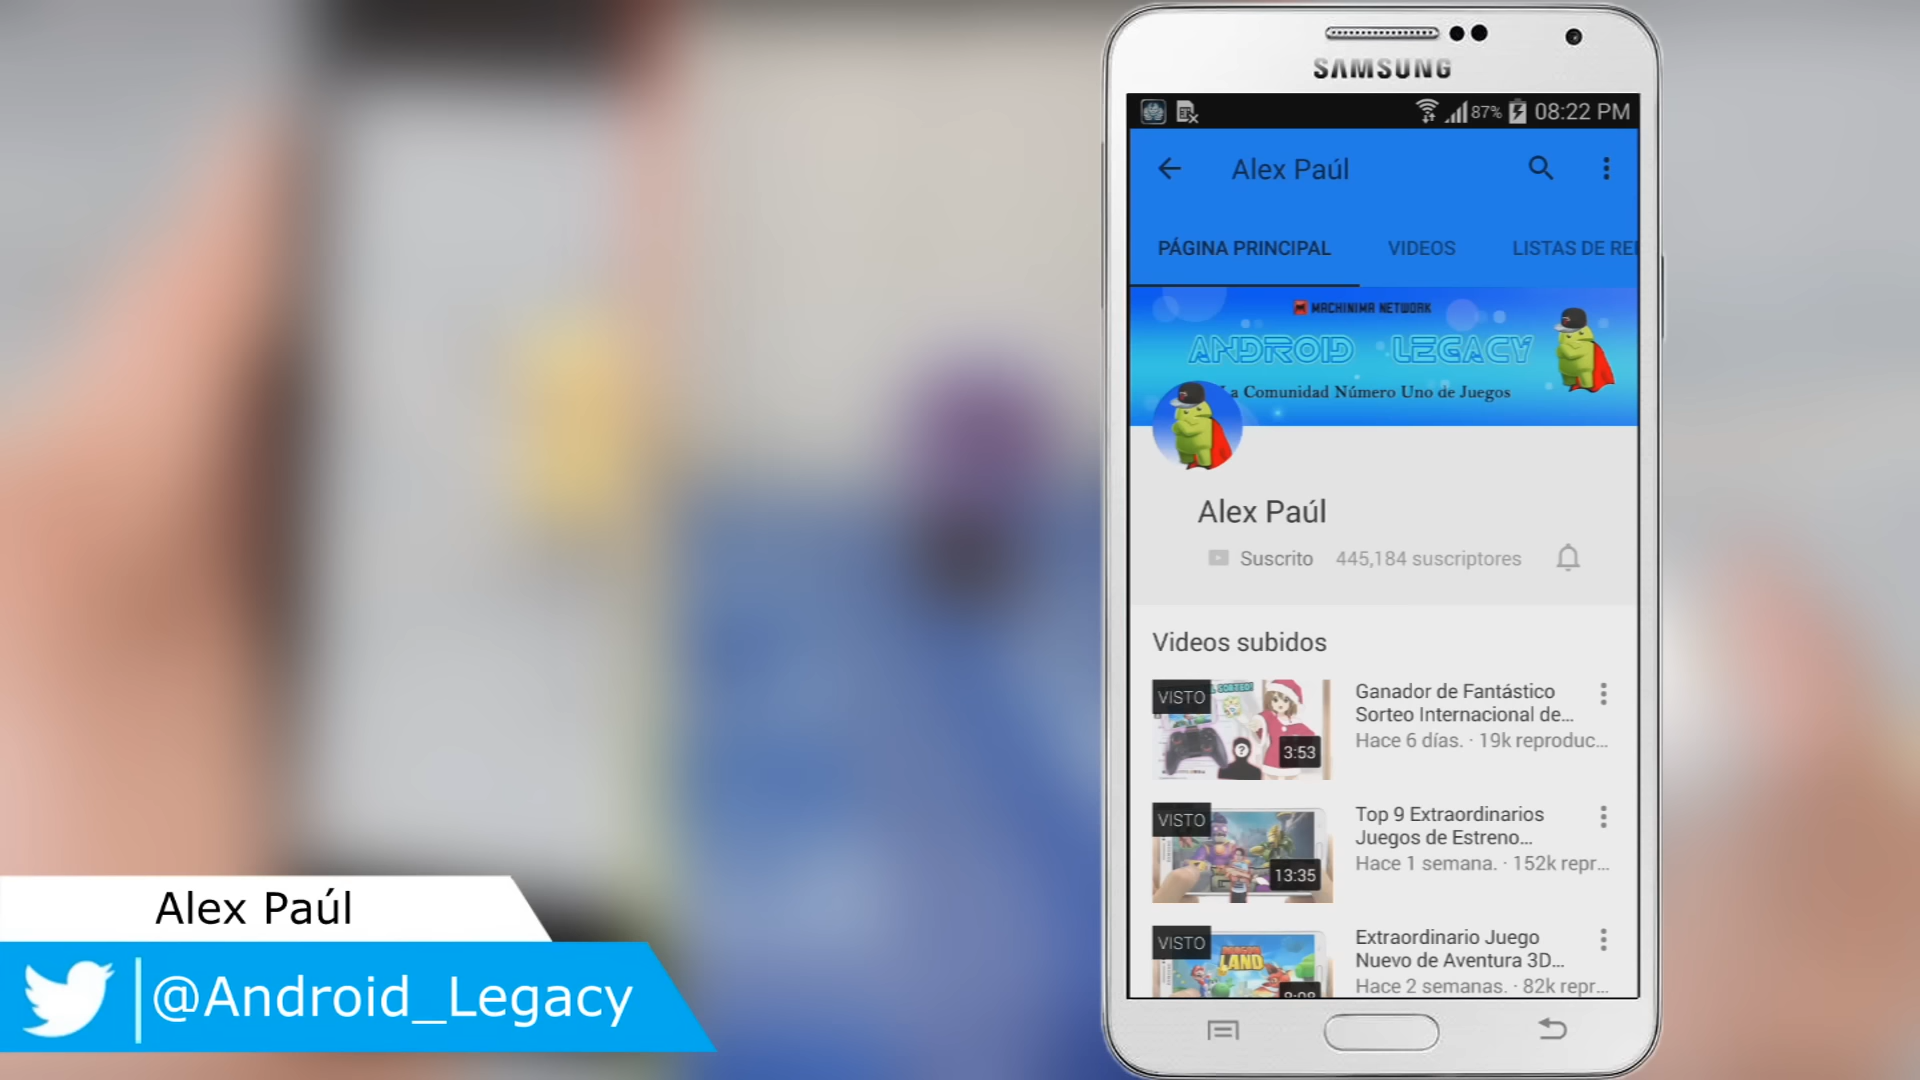 SAMSUNG
87% 08:22 PM
Alex Paúl
PÁGINA PRINCIPAL VIDEOS LISTAS DE
MACHINIMA NETWORK
ANDROID LEGACY
La Comunidad Número Uno de Juegos
Alex Paúl
Suscrito 445,184 suscriptores
Videos subidos
VISTO
SORTEO!
3:53
Ganador de Fantástico
Sorteo Internacional de...
Hace 6 días. · 19k reproduc...
VISTO
13:35
Top 9 Extraordinarios
Juegos de Estreno...
Hace 1 semana. · 152k repr...
VISTO
LAND
Extraordinario Juego
Nuevo de Aventura 3D...
Hace 2 semanas. · 82k repr...
Alex Paúl
@Android_Legacy